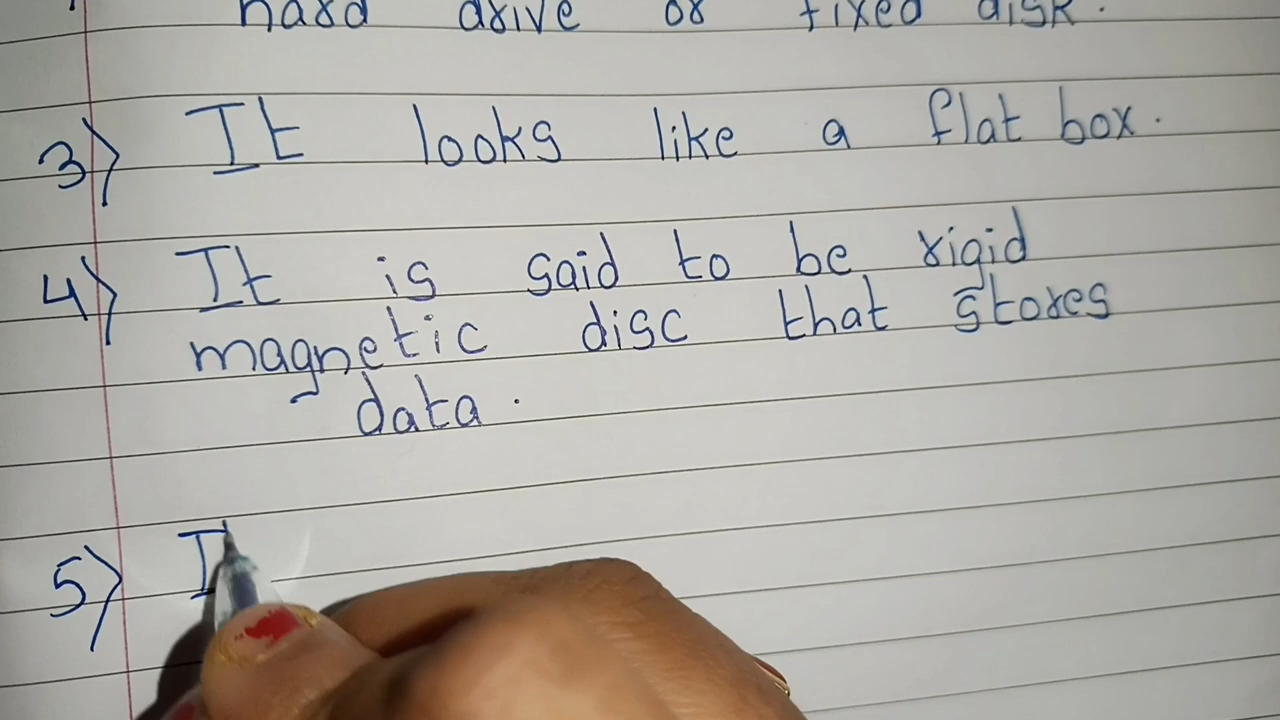 hard drive or fixed disk.
3) It looks like a flat box.
4) It is said to be rigid
magnetic disc that stores
data.
5) I